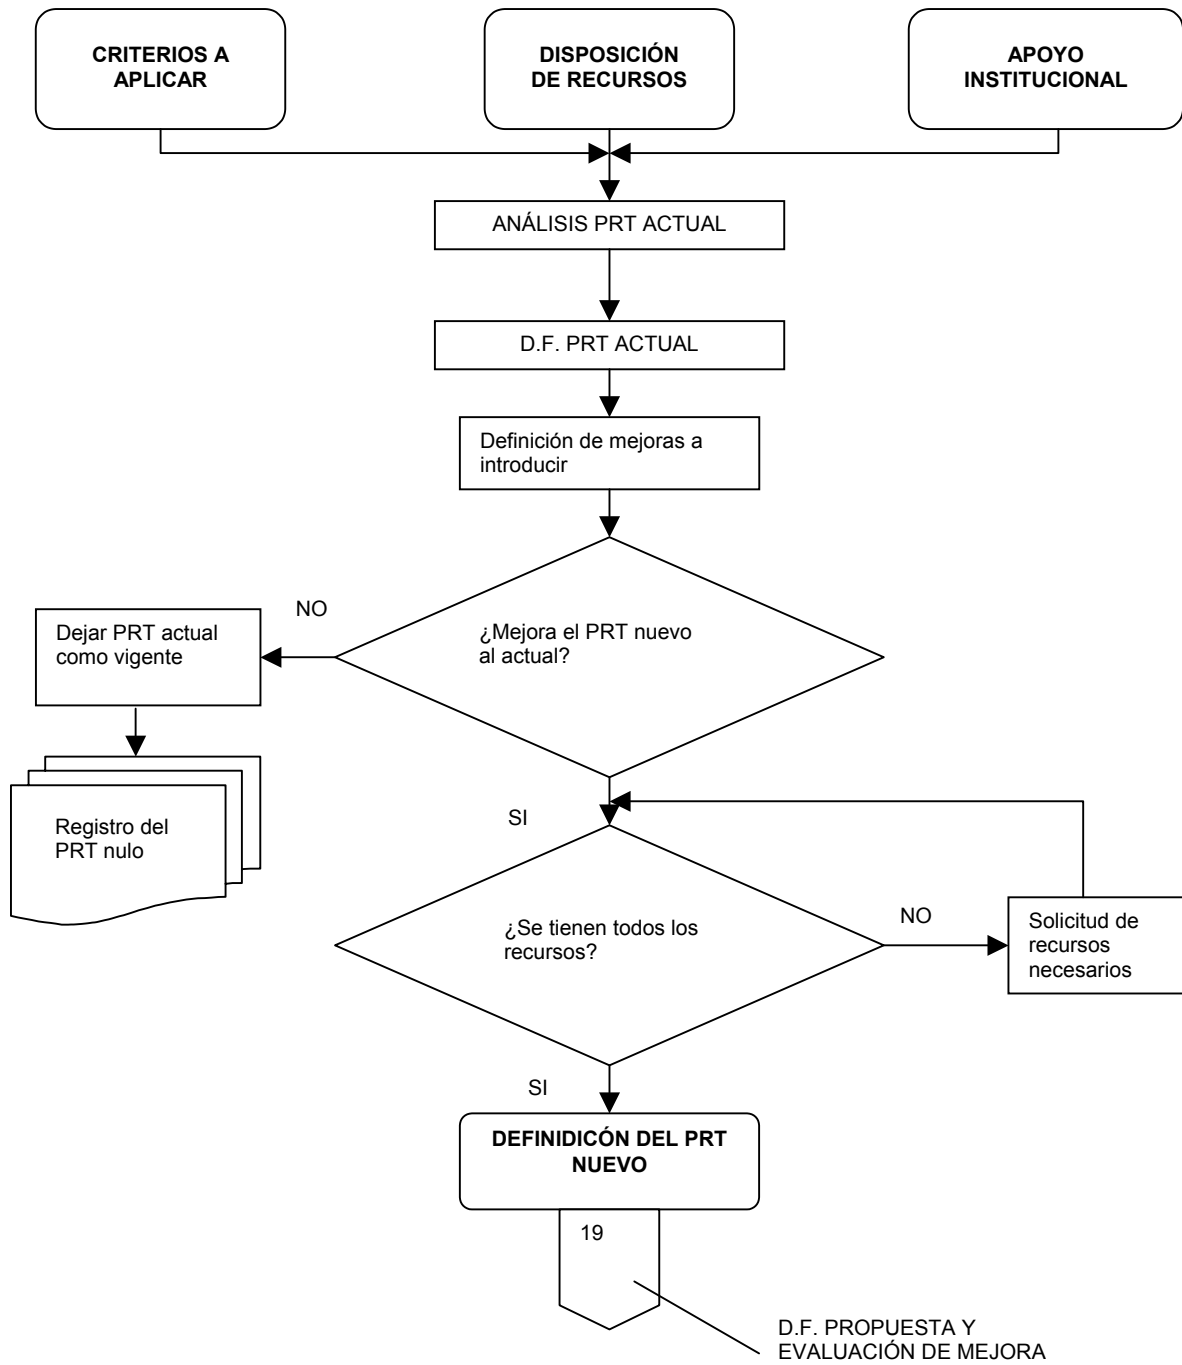 CRITERIOS A
APLICAR
DISPOSICIÓN
DE RECURSOS
APOYO
INSTITUCIONAL
ANÁLISIS PRT ACTUAL
D.F. PRT ACTUAL
Definición de mejoras a
introducir
¿Mejora el PRT nuevo
al actual?
NO
Dejar PRT actual
como vigente
Registro del
PRT nulo
SI
¿Se tienen todos los
recursos?
NO
Solicitud de
recursos
necesarios
SI
DEFINIDICÓN DEL PRT
NUEVO
19
D.F. PROPUESTA Y
EVALUACIÓN DE MEJORA